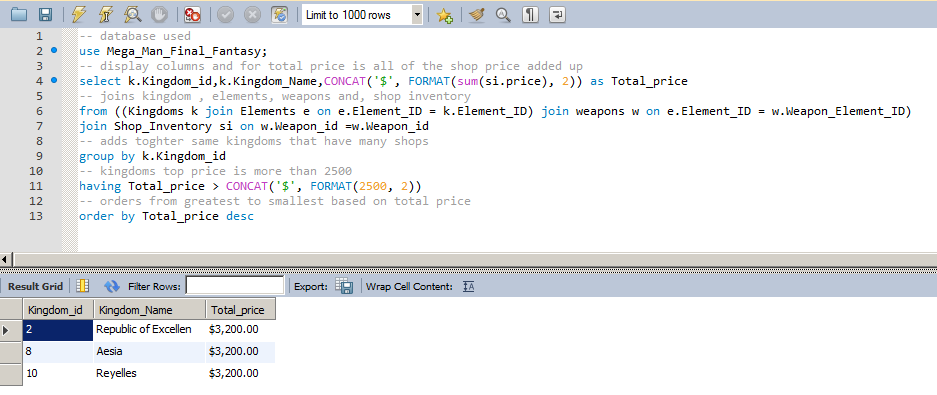 Limit to 1000 rows
1 -- database used
2 use Mega_Man_Final_Fantasy;
3 -- display columns and for total price is all of the shop price added up
4 select k.Kingdom_id,k.Kingdom_Name,CONCAT('$', FORMAT(sum(si.price), 2)) as Total_price
5 -- joins kingdom , elements, weapons and, shop inventory
6 from ((Kingdoms k join Elements e on e.Element_ID = k.Element_ID) join weapons w on e.Element_ID = w.Weapon_Element_ID)
7 join Shop_Inventory si on w.Weapon_id =w.Weapon_id
8 -- adds toghter same kingdoms that have many shops
9 group by k.Kingdom_id
10 -- kingdoms top price is more than 2500
11 having Total_price > CONCAT('$', FORMAT(2500, 2))
12 -- orders from greatest to smallest based on total price
13 order by Total_price desc
Result Grid Filter Rows: Export: Wrap Cell Content: IA
Kingdom_id Kingdom_Name Total_price
2 Republic of Excellen $3,200.00
8 Aesia $3,200.00
10 Reyelles $3,200.00